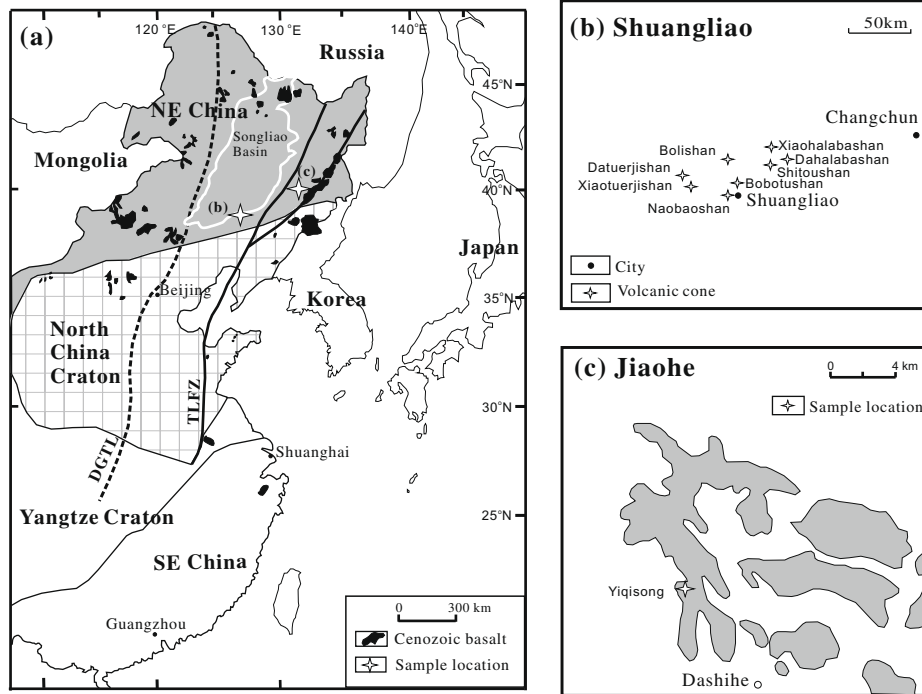 (a)
120 °E
130 °E
140°E
Russia
45°N
NE China
Songliao
Basin
Mongolia
(c)
40°N
(b)
Japan
Beijing
Korea
35°N
North
China
Craton
TLFZ
30°N
DGTL
Shuanghai
Yangtze Craton
25°N
SE China
Guangzhou
0 300 km
Cenozoic basalt
Sample location
(b) Shuangliao
50km
Changchun
Xiaohalabashan
Bolishan
Dahalabashan
Datuerjishan
Shitoushan
Xiaotuerjishan
Bobotushan
Naobaoshan
Shuangliao
City
Volcanic cone
(c) Jiaohe
0 4 km
Sample location
Yiqisong
Dashihe